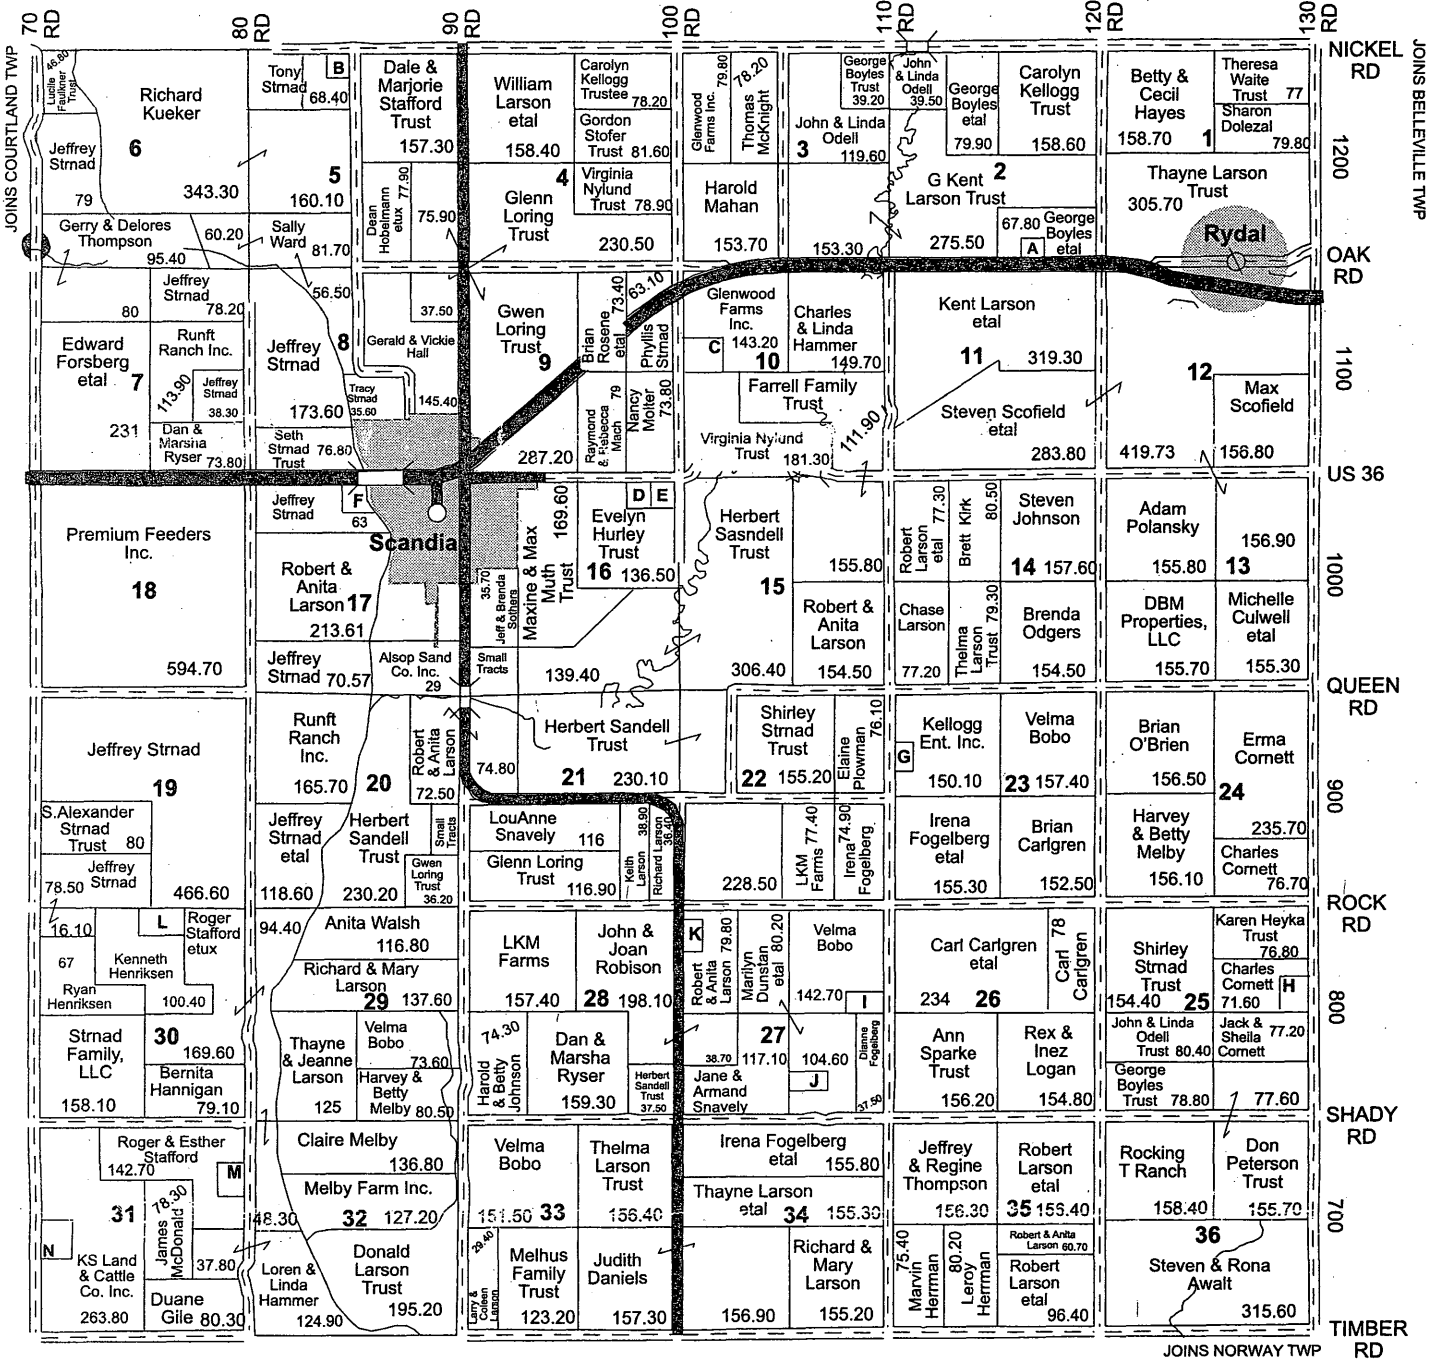 70 RD
80 RD
90 RD
100 RD
110 RD
120 RD
130 RD
NICKEL RD
OAK RD
US 36
QUEEN RD
ROCK RD
SHADY RD
TIMBER RD
1200
1100
1000
900
800
700
JOINS COURTLAND TWP
JOINS BELLEVILLE TWP
JOINS NORWAY TWP
46.80
Lucile
Faulkner
Trust
Richard
Kueker
6
343.30
Jeffrey
Strnad
79
Gerry & Delores
Thompson
95.40
60.20
Tony
Strnad
68.40
B
5
160.10
Sally
Ward
81.70
Dale &
Marjorie
Stafford
Trust
157.30
Dean
Hobelmann
etux 77.90
75.90
William
Larson
etal
158.40
Carolyn
Kellogg
Trustee
78.20
Gordon
Stofer
Trust 81.60
4
Virginia
Nylund
Trust 78.90
Glenn
Loring
Trust
230.50
Glenwood
Farms Inc.
79.80
Thomas
McKnight
78.20
George
Boyles
Trust
39.20
3
John & Linda
Odell
119.60
Harold
Mahan
153.70
153.30
John
& Linda
Odell
39.50
George
Boyles
etal
79.90
Carolyn
Kellogg
Trust
158.60
G Kent
Larson Trust
2
275.50
67.80
George
Boyles
etal
A
Betty &
Cecil
Hayes
158.70
1
Theresa
Waite
Trust 77
Sharon
Dolezal
79.80
Thayne Larson
Trust
305.70
Rydal
80
Jeffrey
Strnad
78.20
Edward
Forsberg
etal
7
231
Runft
Ranch Inc.
113.90
Jeffrey
Strnad
38.30
Dan &
Marsha
Ryser
73.80
56.50
8
Jeffrey
Strnad
173.60
Seth
Strnad
Trust
76.80
37.50
Gerald & Vickie
Hall
Tracy
Strnad
35.60
145.40
Gwen
Loring
Trust
9
287.20
Brian
Rosene
etal 73.40
63.10
Phyllis
Strnad
Raymond
& Rebecca
Mach 79
Nancy
Molter
73.80
Glenwood
Farms
Inc.
143.20
C
10
Charles
& Linda
Hammer
149.70
Farrell Family
Trust
Virginia Nylund
Trust
181.30
111.90
Kent Larson
etal
11
319.30
Steven Scofield
etal
283.80
12
419.73
Max
Scofield
156.80
Premium Feeders
Inc.
18
594.70
Jeffrey
Strnad
F
63
Scandia
Robert &
Anita
Larson
17
213.61
Jeffrey
Strnad
70.57
Alsop Sand
Co. Inc.
29
35.70
Jeff & Brenda
Sothers
Small
Tracts
Maxine & Max
Muth
Trust
169.60
D
E
Evelyn
Hurley
Trust
16
136.50
139.40
Herbert
Sasndell
Trust
15
306.40
155.80
Robert &
Anita
Larson
154.50
Robert
Larson
etal 77.30
Brett Kirk
80.50
Steven
Johnson
14
157.60
Chase
Larson
77.20
Thelma
Larson
Trust 79.30
Brenda
Odgers
154.50
Adam
Polansky
155.80
156.90
13
DBM
Properties,
LLC
155.70
Michelle
Culwell
etal
155.30
Jeffrey Strnad
19
S.Alexander
Strnad
Trust 80
Jeffrey
Strnad
78.50
466.60
Runft
Ranch
Inc.
165.70
20
Robert
& Anita
Larson
72.50
Jeffrey
Strnad
etal
118.60
Herbert
Sandell
Trust
230.20
Small
Tracts
Gwen
Loring
Trust
36.20
74.80
Herbert Sandell
Trust
21
230.10
LouAnne
Snavely
116
Glenn Loring
Trust
116.90
Keith
Larson 38.90
Richard Larson
36.40
Shirley
Strnad
Trust
22
155.20
Elaine
Plowman
76.10
228.50
LKM
Farms 77.40
Irena 74.90
Fogelberg
G
Kellogg
Ent. Inc.
150.10
Velma
Bobo
23
157.40
Irena
Fogelberg
etal
155.30
Brian
Carlgren
152.50
Brian
O'Brien
156.50
Erma
Cornett
24
235.70
Harvey
& Betty
Melby
156.10
Charles
Cornett
76.70
16.10
67
Ryan
Henriksen
L
Kenneth
Henriksen
100.40
Roger
Stafford
etux
30
169.60
Strnad
Family,
LLC
158.10
Bernita
Hannigan
79.10
94.40
Anita Walsh
116.80
Richard & Mary
Larson
29
137.60
Thayne
& Jeanne
Larson
125
Velma
Bobo
73.60
Harvey &
Betty
Melby 80.50
LKM
Farms
157.40
28
John &
Joan
Robison
198.10
74.30
Harold
& Betty
Johnson
Dan &
Marsha
Ryser
159.30
Herbert
Sandell
Trust
37.50
K
Robert
& Anita
Larson 79.80
Marilyn
Dunstan
etal 80.20
Velma
Bobo
142.70
I
27
38.70
117.10
104.60
J
Dianne
Fogelberg
37.50
Jane &
Armand
Snavely
Carl Carlgren
etal
234
26
Carl 78
Carlgren
Ann
Sparke
Trust
156.20
Rex &
Inez
Logan
154.80
Shirley
Strnad
Trust
154.40
25
Karen Heyka
Trust
76.80
Charles
Cornett
71.60
H
John & Linda
Odell
Trust 80.40
Jack &
Sheila
Cornett
77.20
George
Boyles
Trust 78.80
77.60
Roger & Esther
Stafford
142.70
M
31
James
McDonald
78.30
N
KS Land
& Cattle
Co. Inc.
263.80
37.80
Duane
Gile 80.30
Claire Melby
136.80
Melby Farm Inc.
48.30
32
127.20
Loren &
Linda
Hammer
124.90
Donald
Larson
Trust
195.20
Velma
Bobo
151.50
33
Thelma
Larson
Trust
156.40
29.40
Larry &
Coleen
Larson
Melhus
Family
Trust
123.20
Judith
Daniels
157.30
Irena Fogelberg
etal
155.80
Thayne Larson
etal
34
155.30
156.90
Richard &
Mary
Larson
155.20
Jeffrey
& Regine
Thompson
156.30
Robert
Larson
etal
35
156.40
Marvin
Herrman
75.40
Leroy
Herrman
80.20
Robert & Anita
Larson 60.70
Robert
Larson
etal
96.40
Rocking
T Ranch
158.40
Don
Peterson
Trust
155.70
36
Steven & Rona
Awalt
315.60